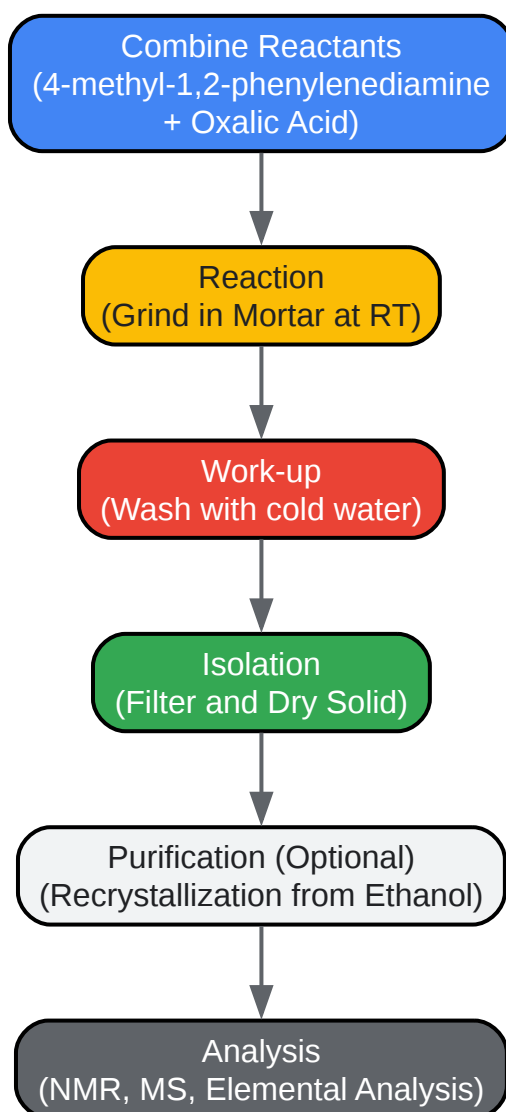 Combine Reactants
(4-methyl-1,2-phenylenediamine
+ Oxalic Acid)
Reaction
(Grind in Mortar at RT)
Work-up
(Wash with cold water)
Isolation
(Filter and Dry Solid)
Purification (Optional)
(Recrystallization from Ethanol)
Analysis
(NMR, MS, Elemental Analysis)